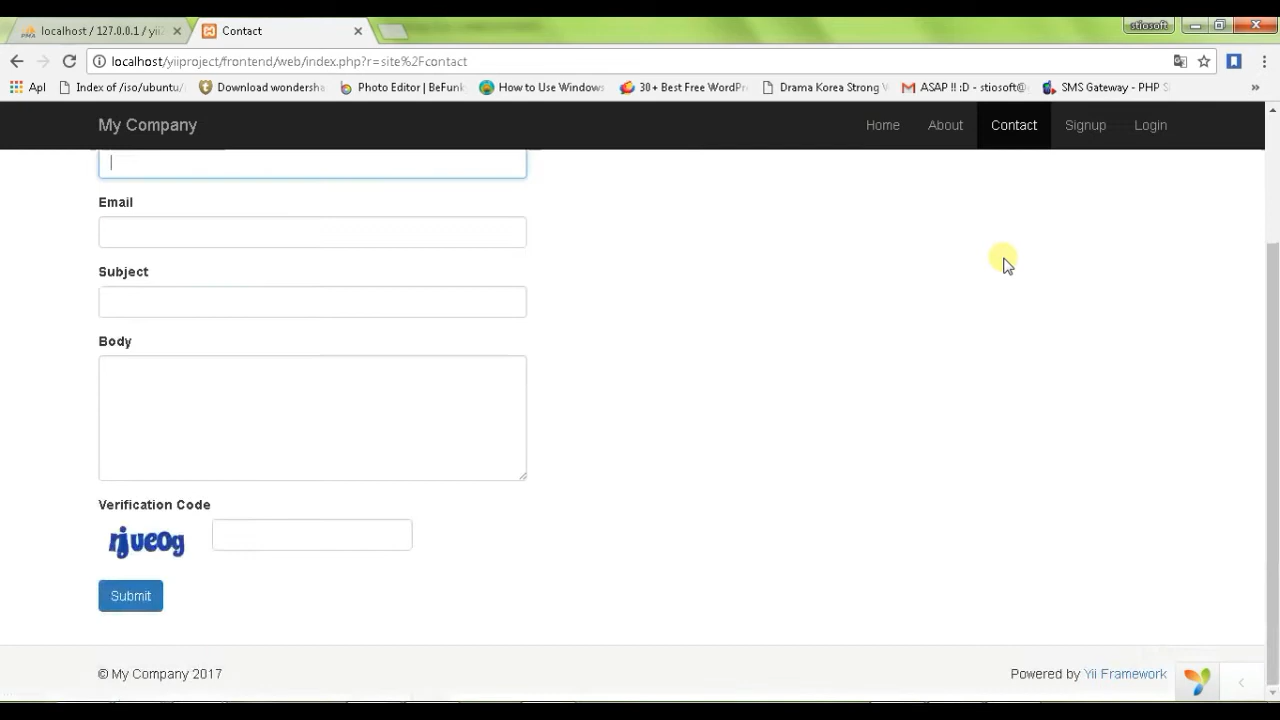 localhost / 127.0.0.1 / yii
Contact
stiosoft
localhost/yiiproject/frontend/web/index.php?r=site%2Fcontact
Apl
Index of /iso/ubuntu/
Download wondersha
Photo Editor | BeFunk
How to Use Windows
30+ Best Free WordPr
Drama Korea Strong
ASAP !! :D - stiosoft@
SMS Gateway - PHP S
»
My Company
Home
About
Contact
Signup
Login
Email
Subject
Body
Verification Code
rjueog
Submit
© My Company 2017
Powered by Yii Framework